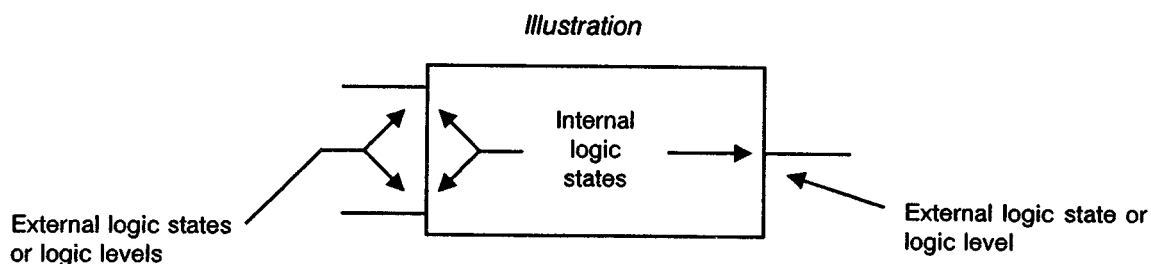 Illustration
Internal
logic
states
External logic states
or logic levels
External logic state or
logic level